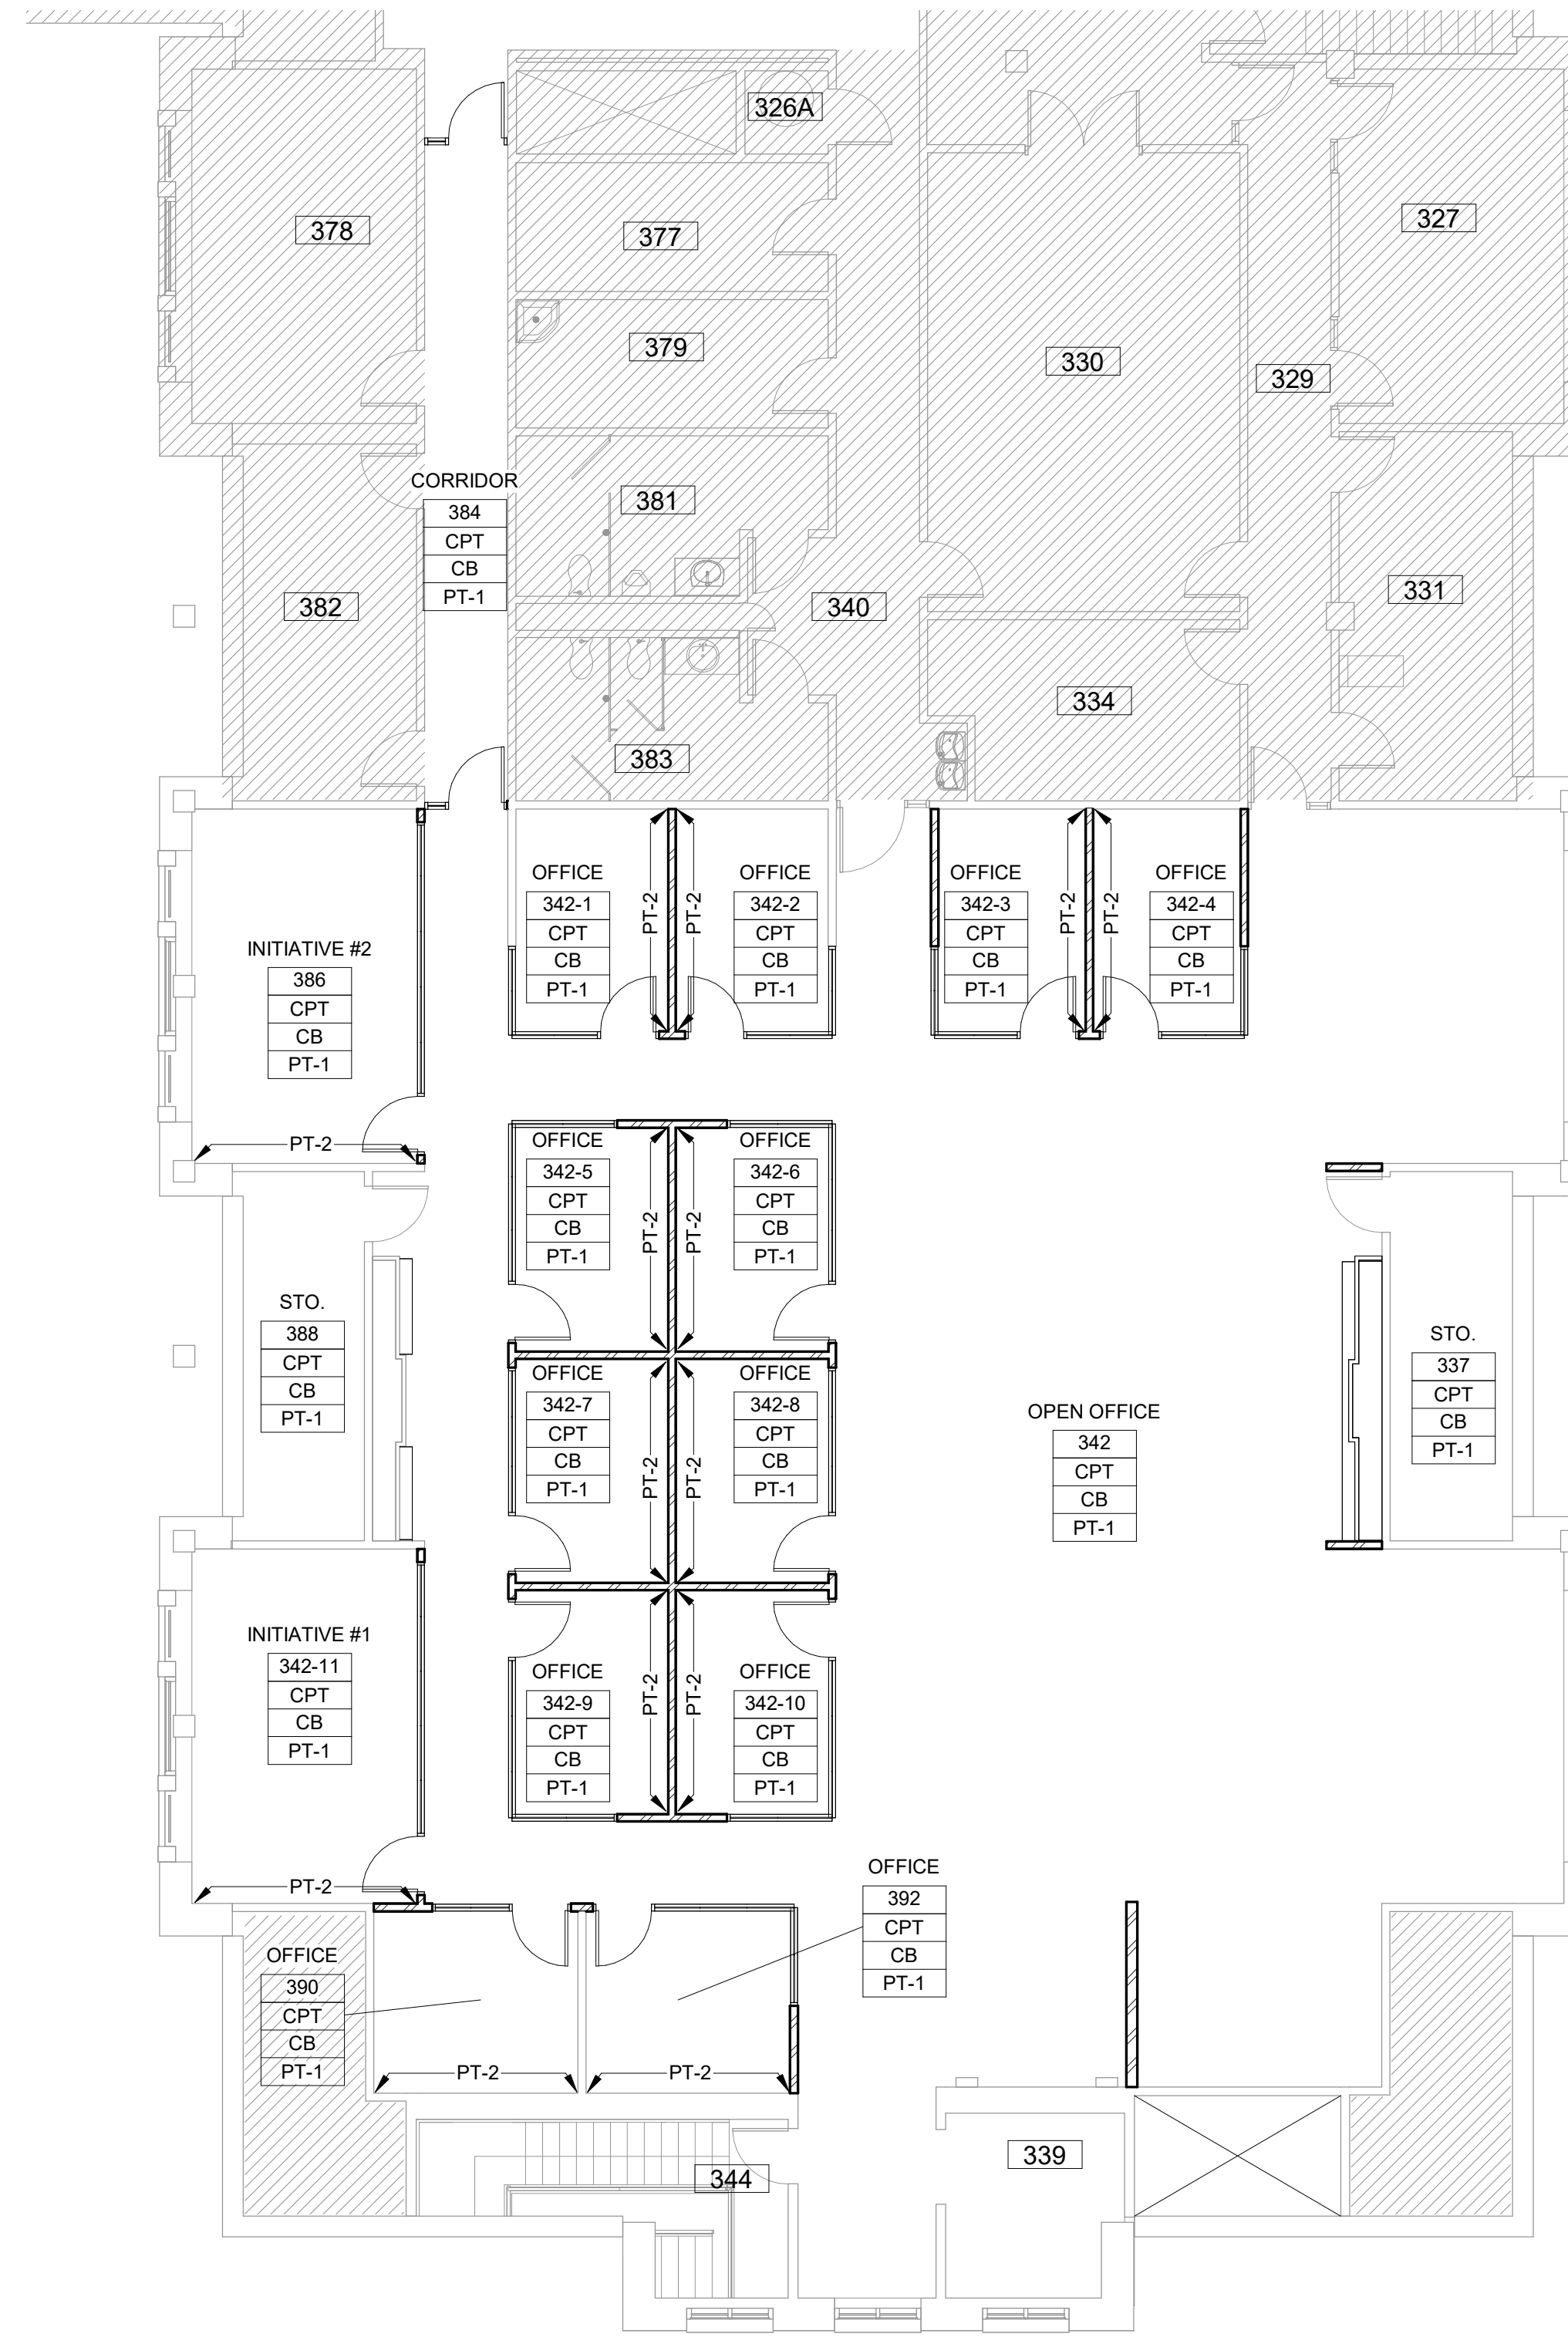 326A
378
377
327
379
330
329
CORRIDOR
384
CPT
CB
PT-1
381
382
340
331
334
383
OFFICE
342-1
CPT
CB
PT-1
PT-2
PT-2
OFFICE
342-2
CPT
CB
PT-1
OFFICE
342-3
CPT
CB
PT-1
PT-2
PT-2
OFFICE
342-4
CPT
CB
PT-1
INITIATIVE #2
386
CPT
CB
PT-1
PT-2
OFFICE
342-5
CPT
CB
PT-1
PT-2
PT-2
OFFICE
342-6
CPT
CB
PT-1
STO.
388
CPT
CB
PT-1
OFFICE
342-7
CPT
CB
PT-1
PT-2
PT-2
OFFICE
342-8
CPT
CB
PT-1
OPEN OFFICE
342
CPT
CB
PT-1
STO.
337
CPT
CB
PT-1
INITIATIVE #1
342-11
CPT
CB
PT-1
PT-2
OFFICE
342-9
CPT
CB
PT-1
PT-2
PT-2
OFFICE
342-10
CPT
CB
PT-1
OFFICE
392
CPT
CB
PT-1
OFFICE
390
CPT
CB
PT-1
PT-2
PT-2
344
339